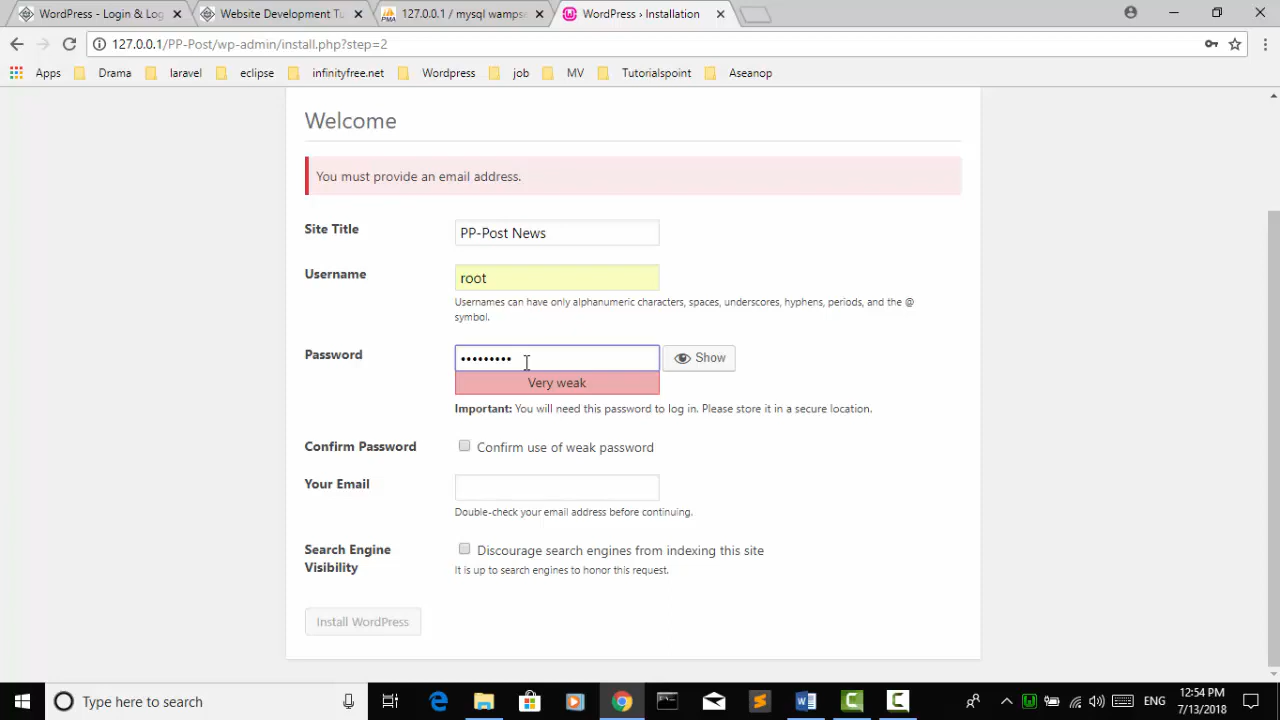 WordPress - Login & Log
Website Development Tu
127.0.0.1 / mysql wampse
WordPress › Installation
127.0.0.1/PP-Post/wp-admin/install.php?step=2
Apps Drama laravel eclipse infinityfree.net Wordpress job MV Tutorialspoint Aseanop
Welcome
You must provide an email address.
Site Title
PP-Post News
Username
root
Usernames can have only alphanumeric characters, spaces, underscores, hyphens, periods, and the @
symbol.
Password
•••••••••
Show
Very weak
Important: You will need this password to log in. Please store it in a secure location.
Confirm Password
Confirm use of weak password
Your Email
Double-check your email address before continuing.
Search Engine
Visibility
Discourage search engines from indexing this site
It is up to search engines to honor this request.
Install WordPress
Type here to search
ENG
12:54 PM
7/13/2018